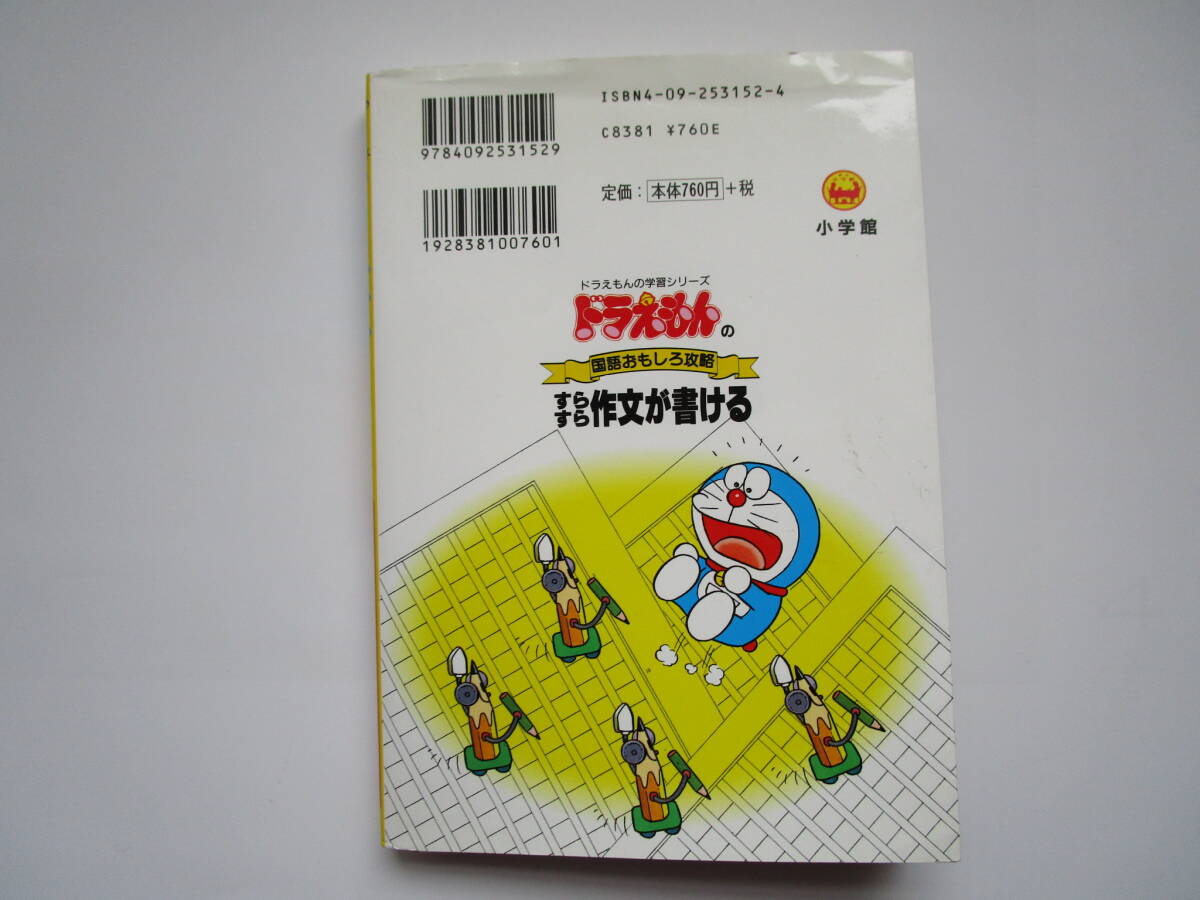 ISBN4-09-253152-4
C8381 ¥760E
9784092531529
定価：本体760円+税
1928381007601
小学館
ドラえもんの学習シリーズ
ドラえもんの
国語おもしろ攻略
すらすら作文が書ける